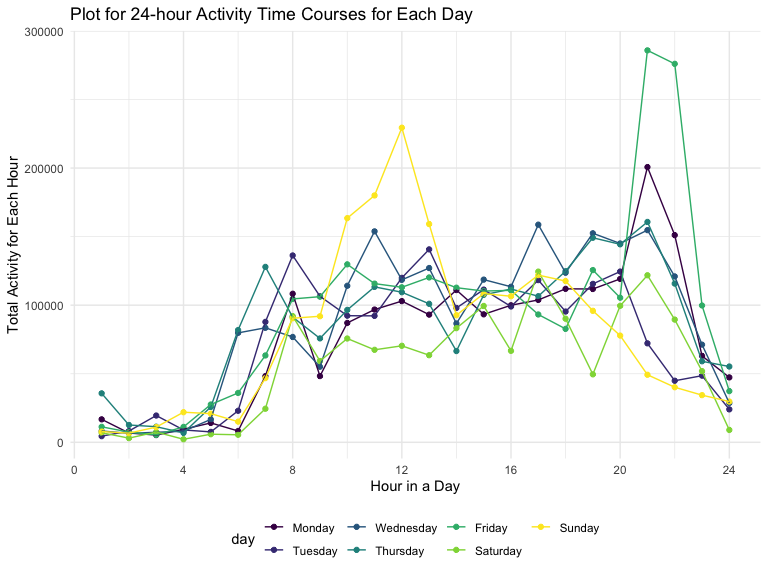 Plot for 24-hour Activity Time Courses for Each Day
Total Activity for Each Hour
300000
200000
100000
0
0 4 8 12 16 20 24
Hour in a Day
day
Monday Wednesday Friday Sunday
Tuesday Thursday Saturday